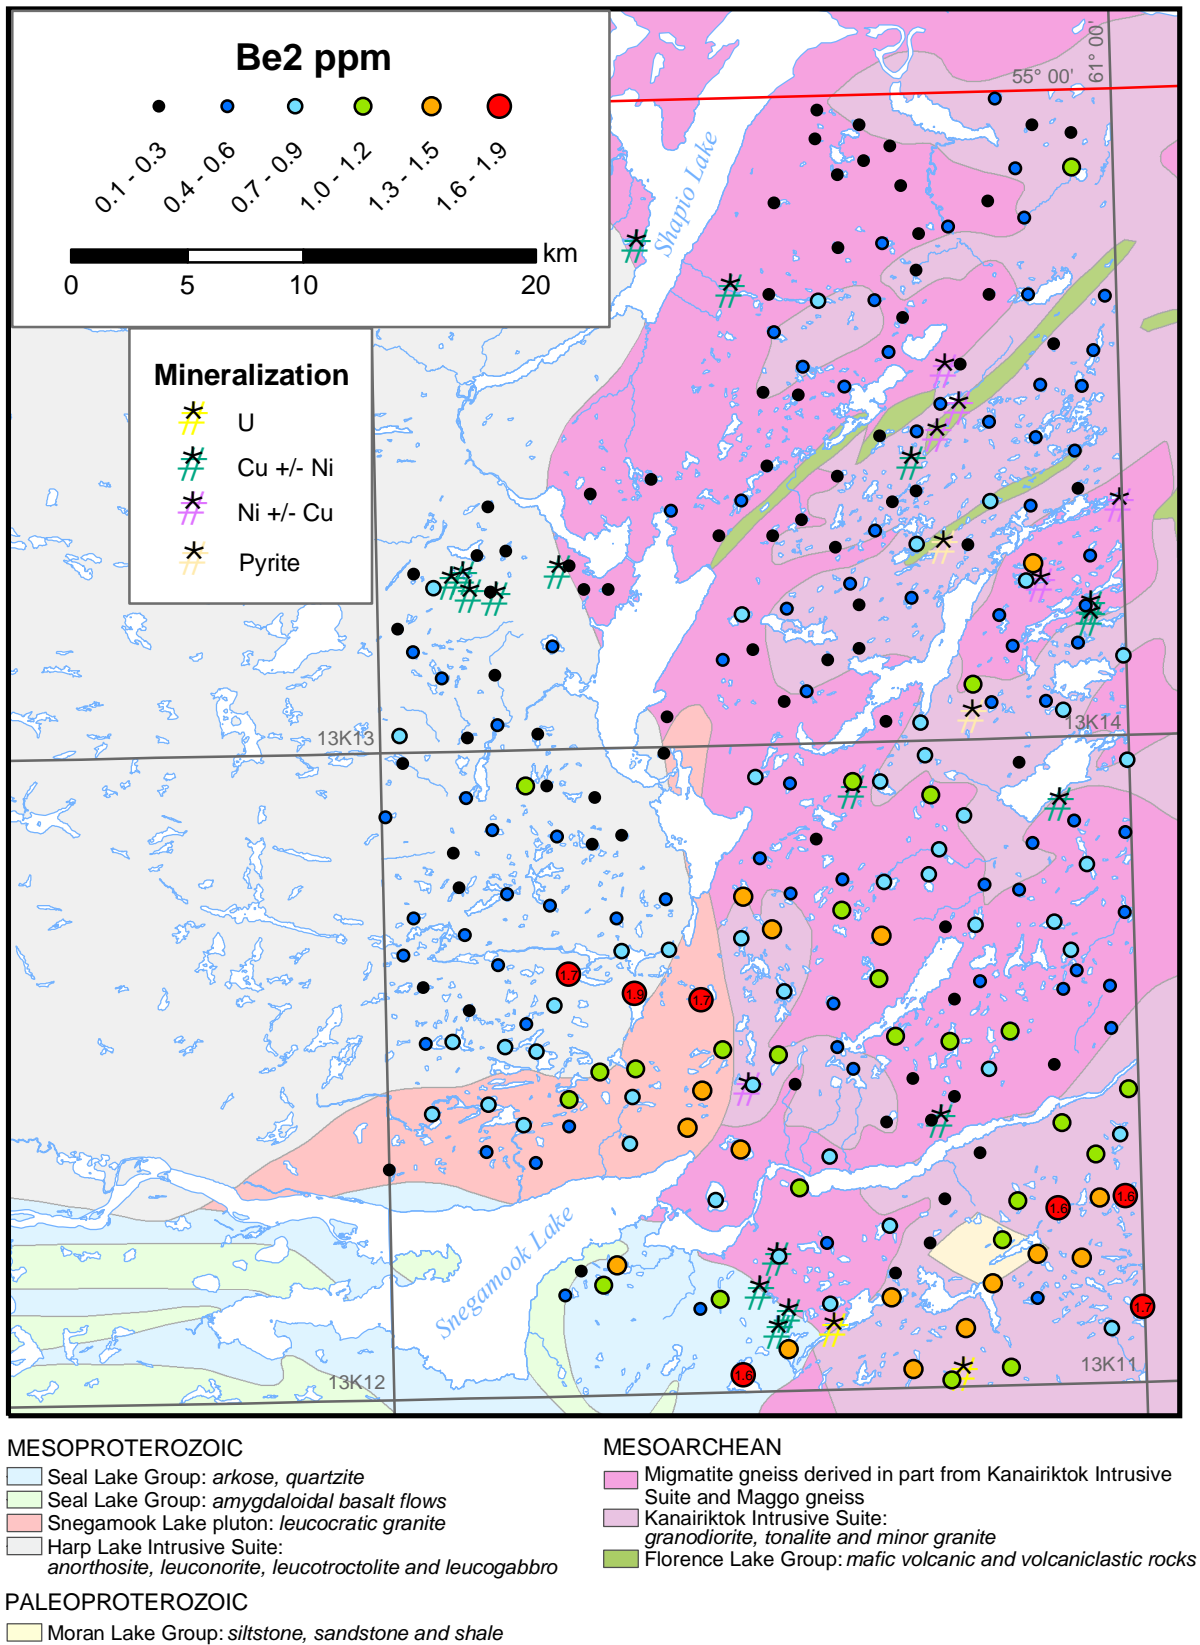 Be2 ppm
0.1 - 0.3
0.4 - 0.6
0.7 - 0.9
1.0 - 1.2
1.3 - 1.5
1.6 - 1.9
km
0 5 10 20
Mineralization
U
Cu +/- Ni
Ni +/- Cu
Pyrite
55° 00'
61° 00'
Shapio Lake
13K13
13K14
1.7
1.9
1.7
1.6
1.6
Snegamook Lake
1.7
1.6
13K12
13K11
MESOPROTEROZOIC
Seal Lake Group: arkose, quartzite
Seal Lake Group: amygdaloidal basalt flows
Snegamook Lake pluton: leucocratic granite
Harp Lake Intrusive Suite:
anorthosite, leuconorite, leucotroctolite and leucogabbro
PALEOPROTEROZOIC
Moran Lake Group: siltstone, sandstone and shale
MESOARCHEAN
Migmatite gneiss derived in part from Kanairiktok Intrusive
Suite and Maggo gneiss
Kanairiktok Intrusive Suite:
granodiorite, tonalite and minor granite
Florence Lake Group: mafic volcanic and volcaniclastic rocks